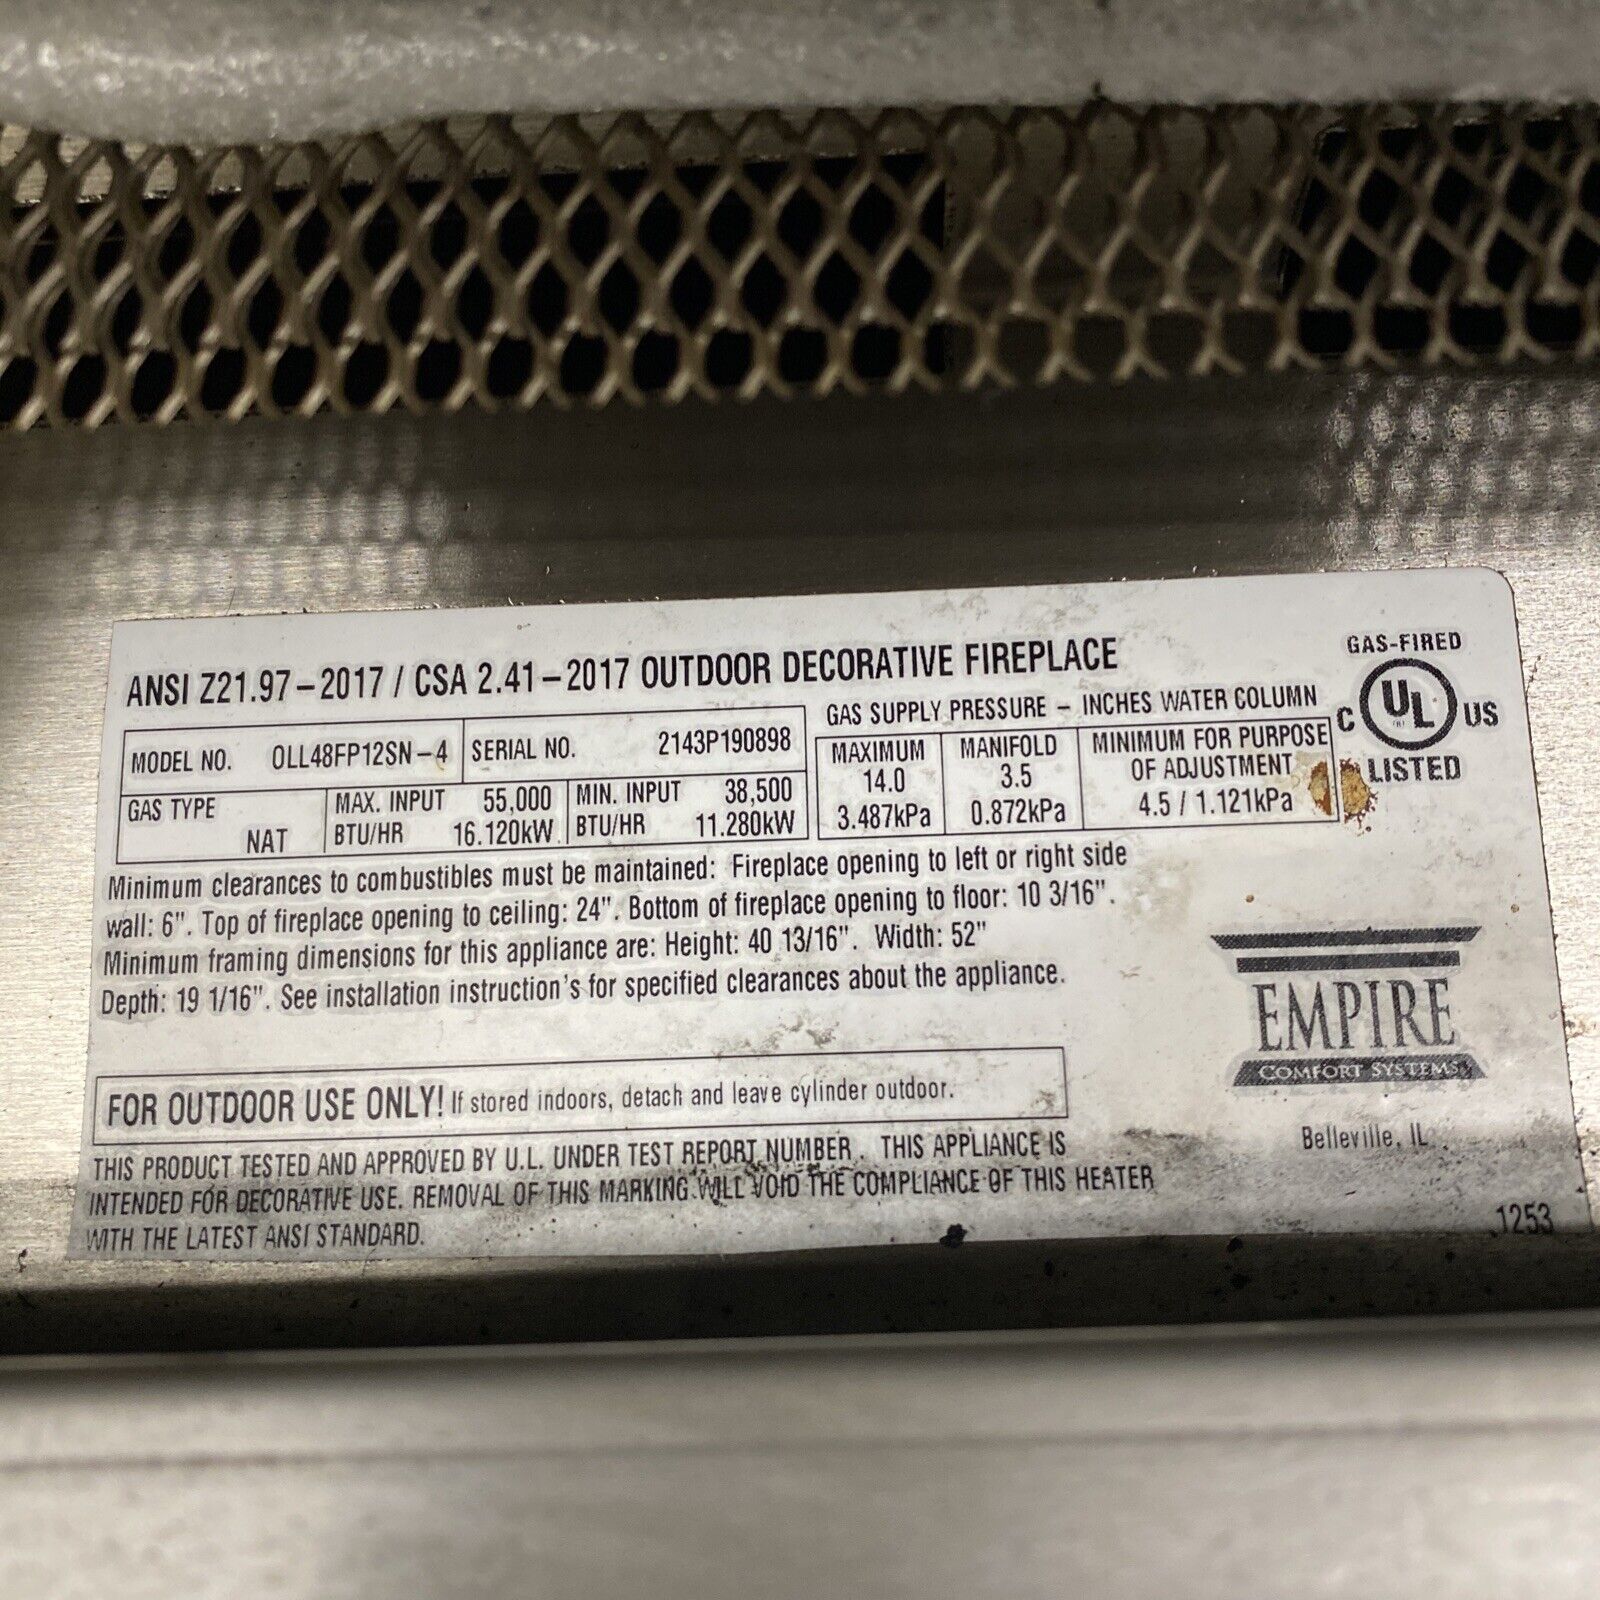 ANSI Z21.97-2017 / CSA 2.41-2017 OUTDOOR DECORATIVE FIREPLACE
MODEL NO. OLL48FP12SN-4 SERIAL NO. 2143P190898
GAS TYPE NAT
MAX. INPUT 55,000
BTU/HR 16.120kW
MIN. INPUT 38,500
BTU/HR 11.280kW
GAS SUPPLY PRESSURE - INCHES WATER COLUMN
MAXIMUM
14.0
3.487kPa
MANIFOLD
3.5
0.872kPa
MINIMUM FOR PURPOSE
OF ADJUSTMENT
4.5 / 1.121kPa
GAS-FIRED
C UL US
LISTED
Minimum clearances to combustibles must be maintained: Fireplace opening to left or right side
wall: 6". Top of fireplace opening to ceiling: 24". Bottom of fireplace opening to floor: 10 3/16".
Minimum framing dimensions for this appliance are: Height: 40 13/16". Width: 52"
Depth: 19 1/16". See installation instruction's for specified clearances about the appliance.
FOR OUTDOOR USE ONLY! If stored indoors, detach and leave cylinder outdoor.
THIS PRODUCT TESTED AND APPROVED BY U.L. UNDER TEST REPORT NUMBER . THIS APPLIANCE IS
INTENDED FOR DECORATIVE USE. REMOVAL OF THIS MARKING WILL VOID THE COMPLIANCE OF THIS HEATER
WITH THE LATEST ANSI STANDARD.
EMPIRE
COMFORT SYSTEMS
Belleville, IL
1253